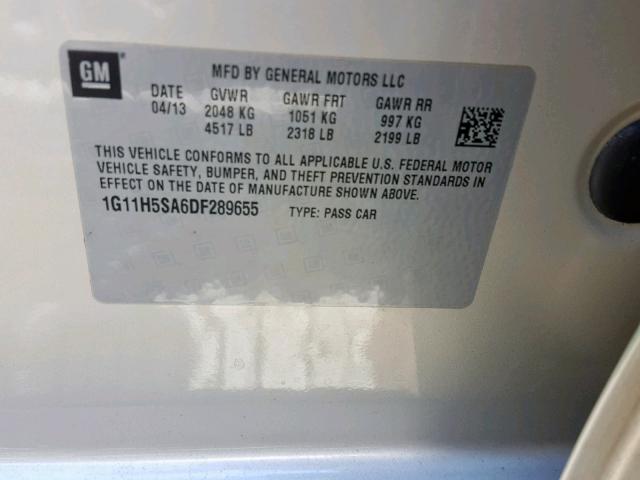 GM
MFD BY GENERAL MOTORS LLC
DATE GVWR GAWR FRT GAWR RR
04/13 2048 KG 1051 KG 997 KG
4517 LB 2318 LB 2199 LB
THIS VEHICLE CONFORMS TO ALL APPLICABLE U.S. FEDERAL MOTOR
VEHICLE SAFETY, BUMPER, AND THEFT PREVENTION STANDARDS IN
EFFECT ON THE DATE OF MANUFACTURE SHOWN ABOVE.
1G11H5SA6DF289655 TYPE: PASS CAR